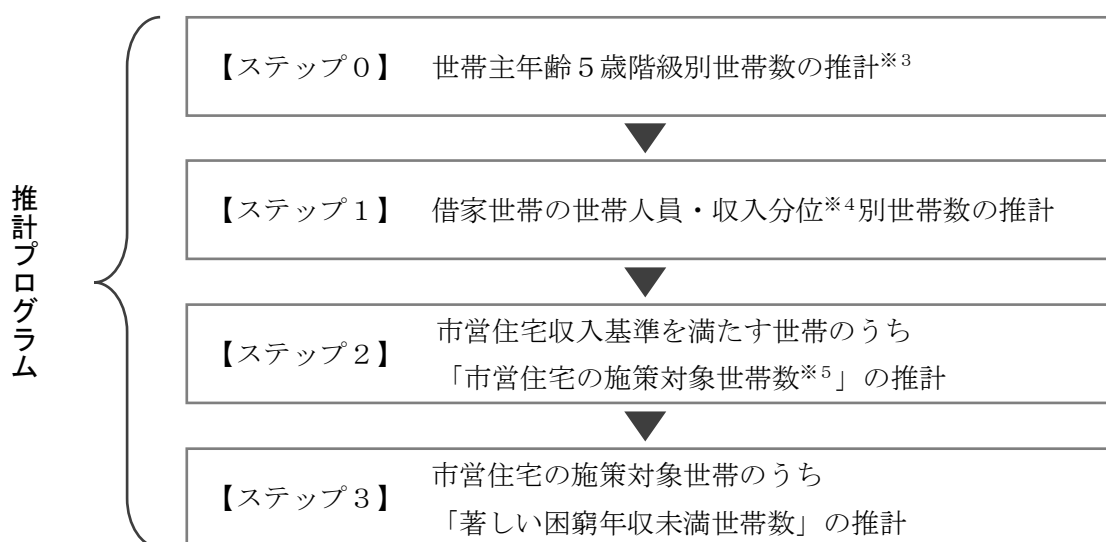 推計プログラム
【ステップ０】 世帯主年齢５歳階級別世帯数の推計※３
【ステップ１】 借家世帯の世帯人員・収入分位※４別世帯数の推計
【ステップ２】 市営住宅収入基準を満たす世帯のうち
「市営住宅の施策対象世帯数※５」の推計
【ステップ３】 市営住宅の施策対象世帯のうち
「著しい困窮年収未満世帯数」の推計